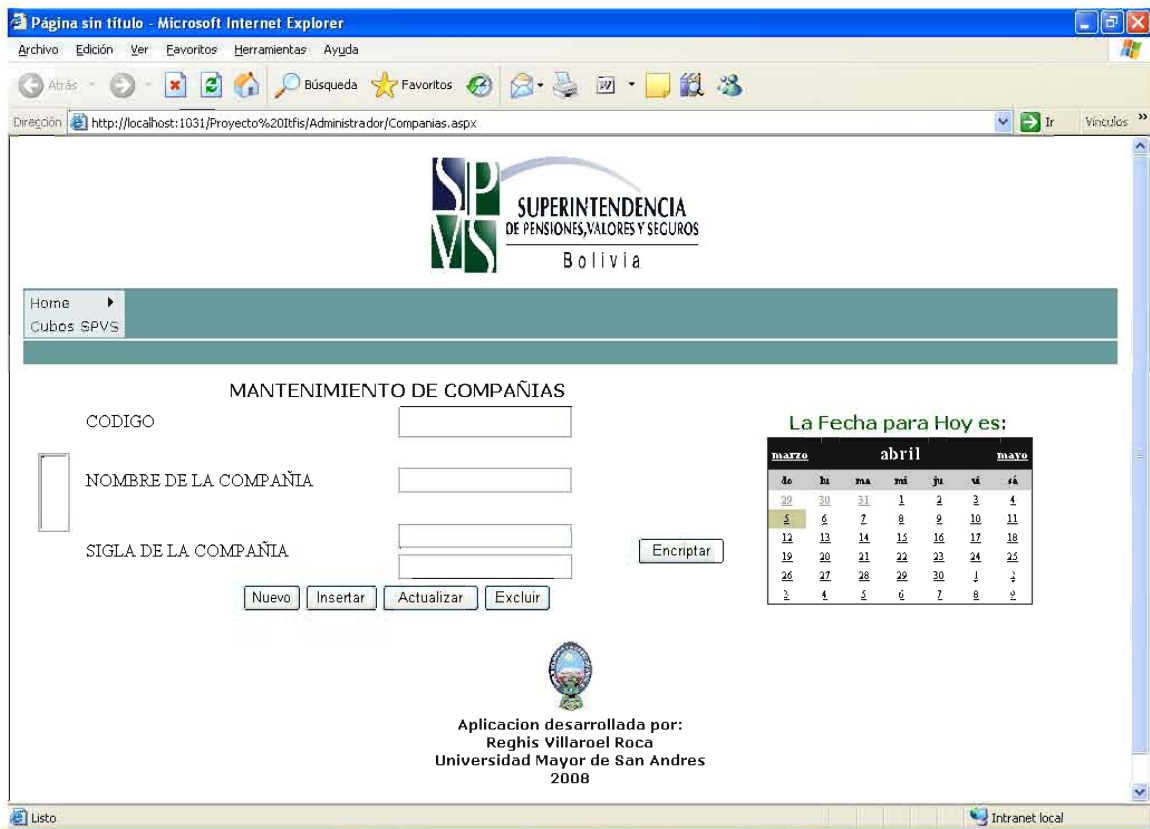 Página sin título - Microsoft Internet Explorer
Archivo Edición Ver Favoritos Herramientas Ayuda
Atrás Búsqueda Favoritos
Dirección http://localhost:1031/Proyecto%20Itfis/Administrador/Companias.aspx Ir Vínculos »
SPVS
SUPERINTENDENCIA
DE PENSIONES, VALORES Y SEGUROS
Bolivia
Home
Cubos SPVS
MANTENIMIENTO DE COMPAÑIAS
CODIGO
NOMBRE DE LA COMPAÑIA
SIGLA DE LA COMPAÑIA
Encriptar
Nuevo Insertar Actualizar Excluir
La Fecha para Hoy es:
marzo abril mayo
do lu ma mi ju vi sá
29 30 31 1 2 3 4
5 6 7 8 9 10 11
12 13 14 15 16 17 18
19 20 21 22 23 24 25
26 27 28 29 30 1 2
3 4 5 6 7 8 9
Aplicacion desarrollada por:
Reghis Villaroel Roca
Universidad Mayor de San Andres
2008
Listo Intranet local